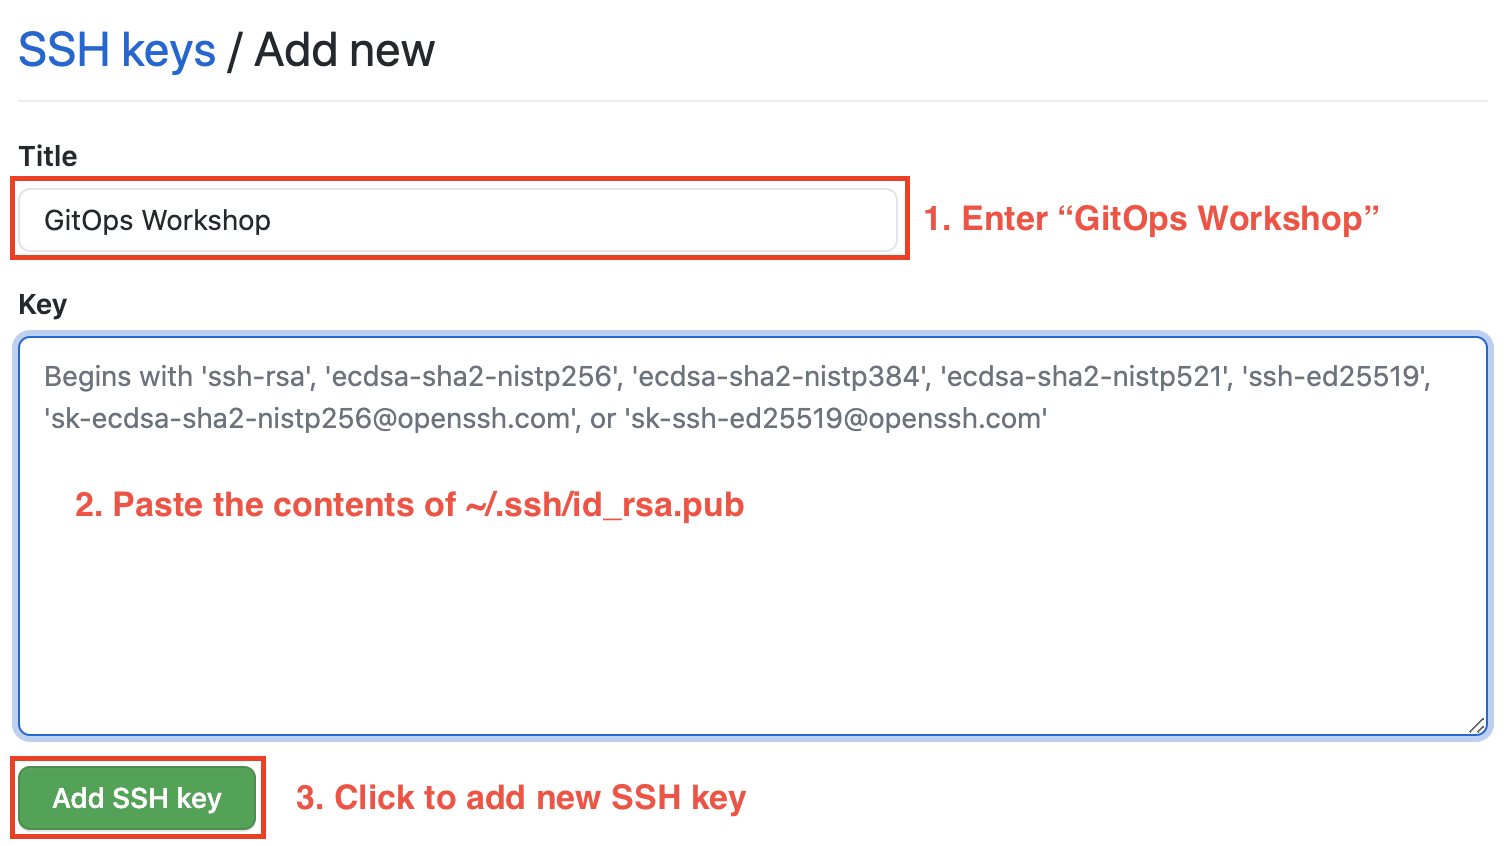 SSH keys / Add new
Title
GitOps Workshop
1. Enter “GitOps Workshop”
Key
Begins with 'ssh-rsa', 'ecdsa-sha2-nistp256', 'ecdsa-sha2-nistp384', 'ecdsa-sha2-nistp521', 'ssh-ed25519',
'sk-ecdsa-sha2-nistp256@openssh.com', or 'sk-ssh-ed25519@openssh.com'
2. Paste the contents of ~/.ssh/id_rsa.pub
Add SSH key
3. Click to add new SSH key